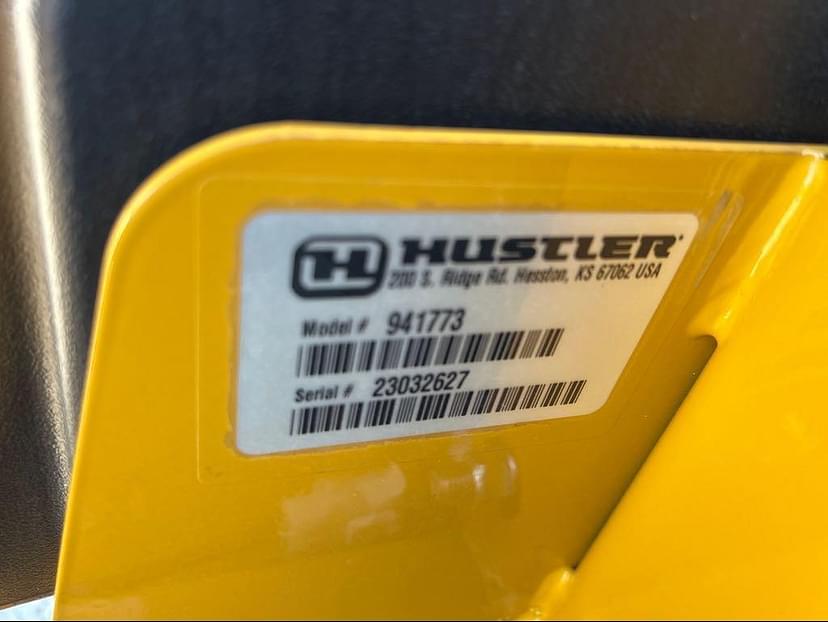 H HUSTLER
200 S. Ridge Rd. Hesston, KS 67062 USA
Model # 941773
Serial # 23032627